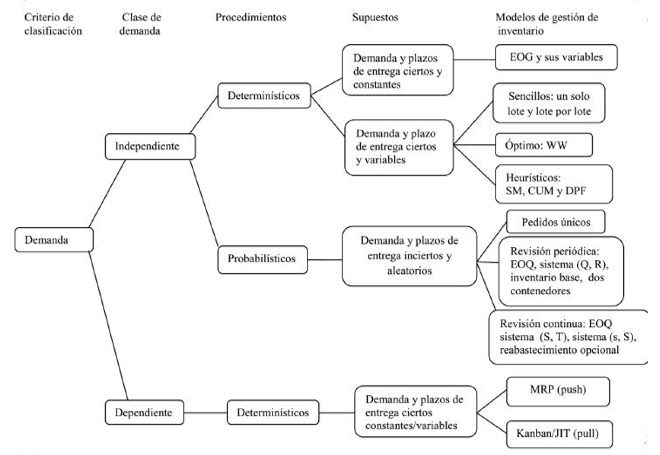 Criterio de
clasificación
Clase de
demanda
Procedimientos
Supuestos
Modelos de gestión de
inventario
Demanda
Independiente
Determinísticos
Demanda y plazos
de entrega ciertos y
constantes
EOG y sus variables
Demanda y plazo
de entrega ciertos
y variables
Sencillos: un solo
lote y lote por lote
Óptimo: WW
Heurísticos:
SM, CUM y DPF
Probabilísticos
Demanda y plazos de
entrega inciertos y
aleatorios
Pedidos únicos
Revisión periódica:
EOQ, sistema (Q, R),
inventario base, dos
contenedores
Revisión continua: EOQ
sistema (S, T), sistema (s, S),
reabastecimiento opcional
Dependiente
Determinísticos
Demanda y plazos de
entrega ciertos
constantes/variables
MRP (push)
Kanban/JIT (pull)